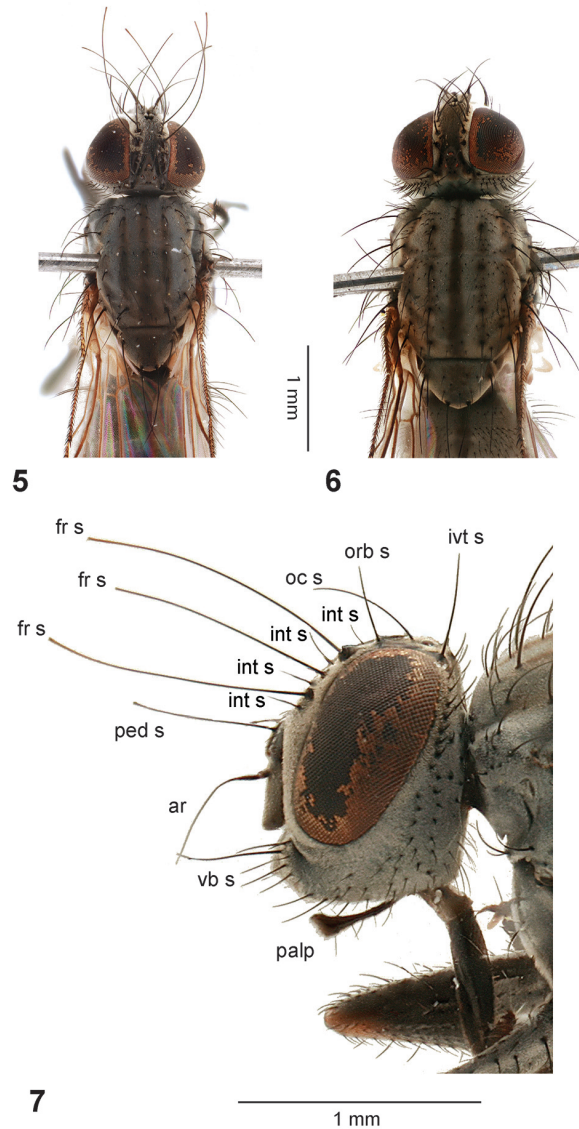 5
1 mm
6
fr s
orb s
ivt s
oc s
fr s
int s
int s
fr s
int s
int s
ped s
ar
vb s
palp
7
1 mm